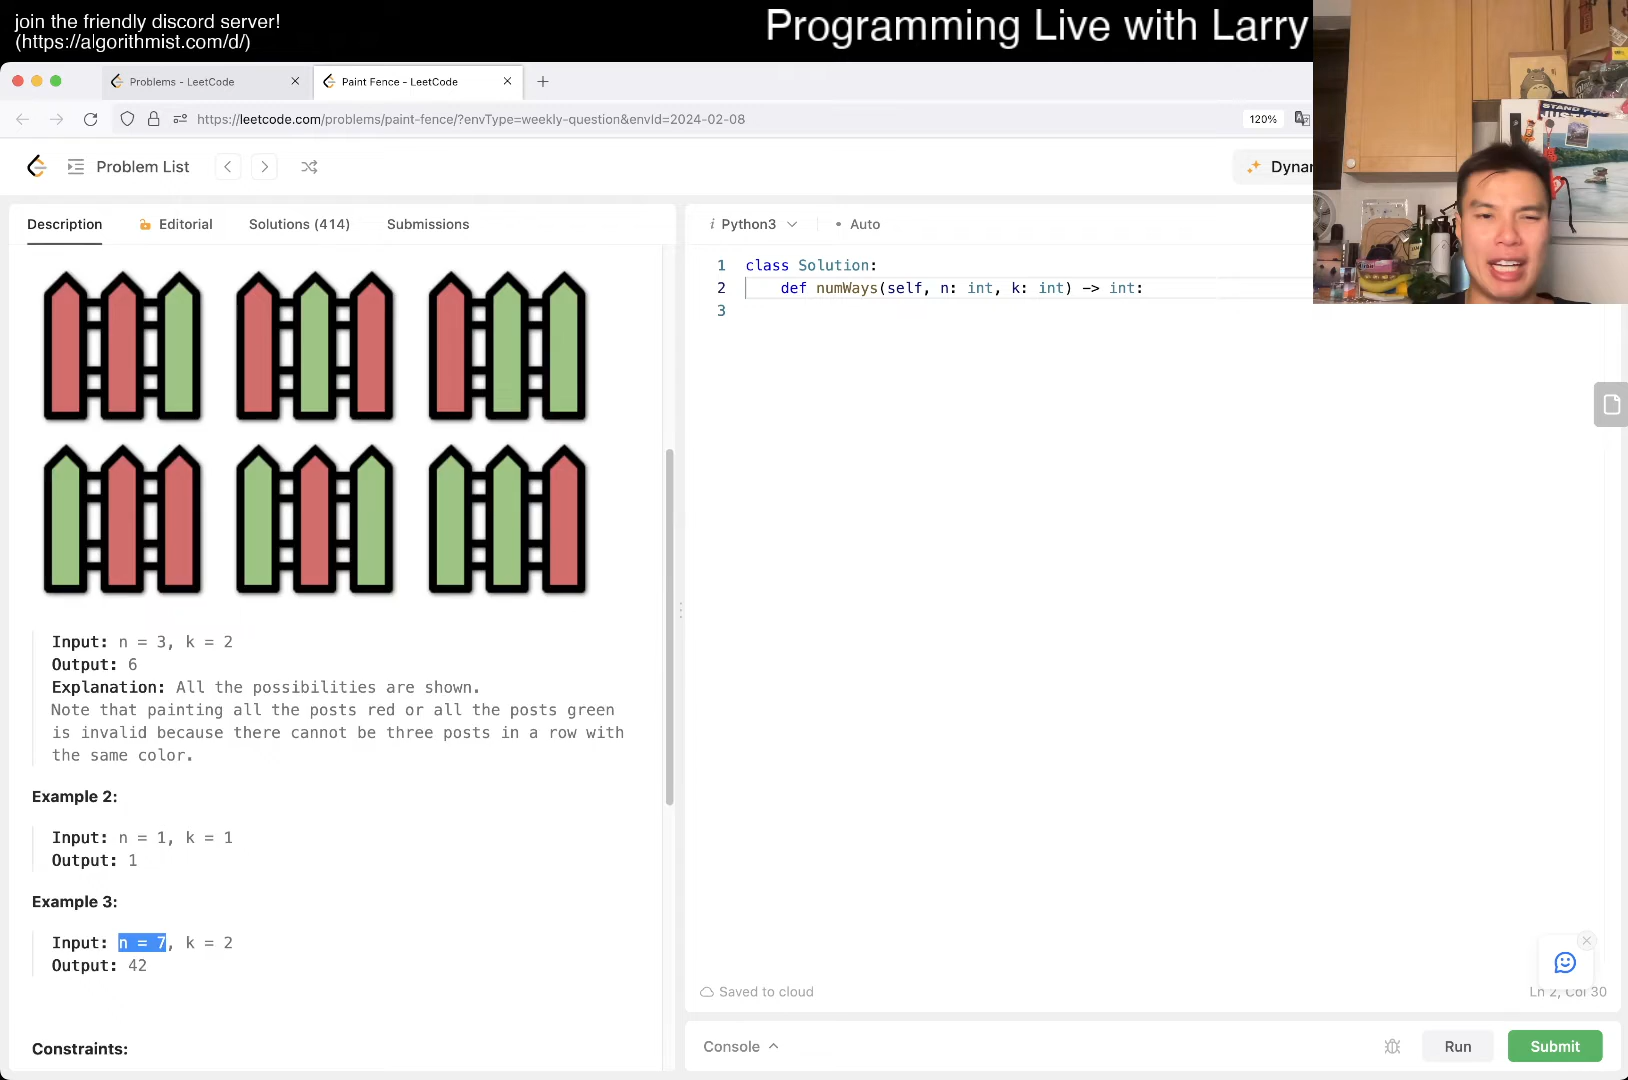 join the friendly discord server!
(https://algorithmist.com/d/)
Programming Live with Larry
Problems - LeetCode
Paint Fence - LeetCode
https://leetcode.com/problems/paint-fence/?envType=weekly-question&envId=2024-02-08
120%
Problem List
Dynam
Description
Editorial
Solutions (414)
Submissions
Python3
Auto
1 class Solution:
2 def numWays(self, n: int, k: int) -> int:
3
Input: n = 3, k = 2
Output: 6
Explanation: All the possibilities are shown.
Note that painting all the posts red or all the posts green
is invalid because there cannot be three posts in a row with
the same color.
Example 2:
Input: n = 1, k = 1
Output: 1
Example 3:
Input: n = 7, k = 2
Output: 42
Constraints:
Saved to cloud
Ln 2, Col 30
Console
Run
Submit